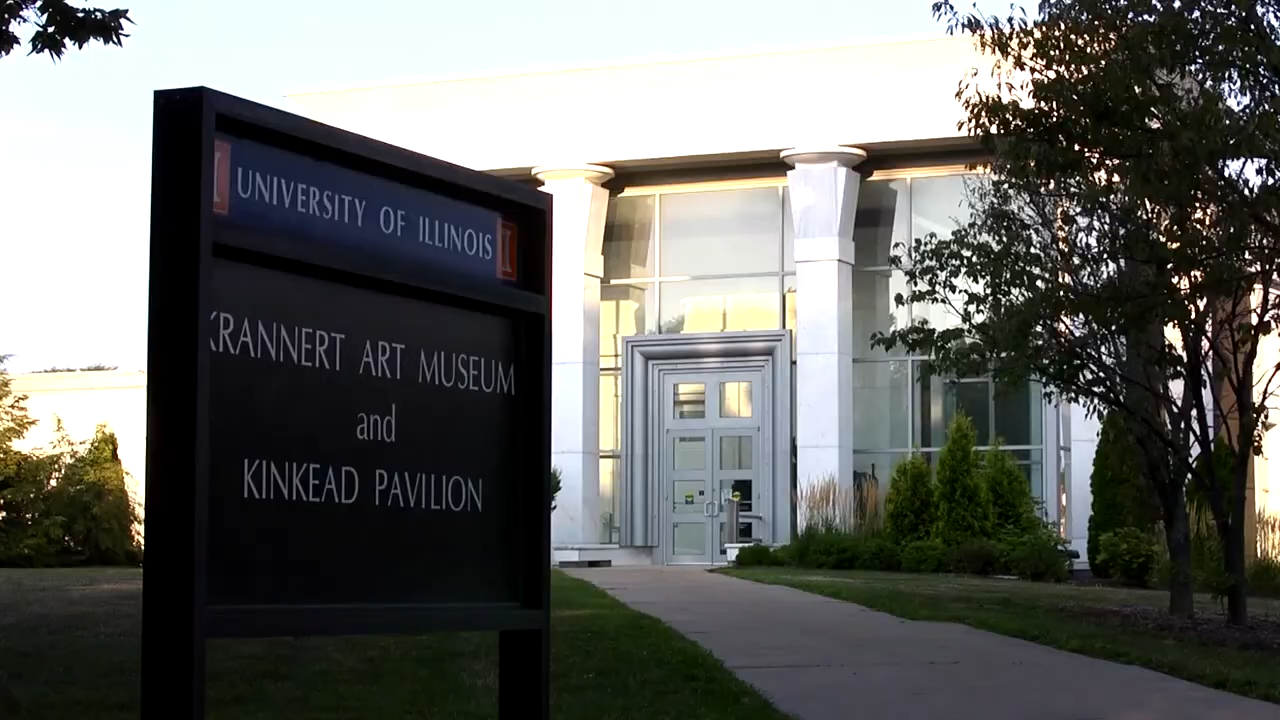 I UNIVERSITY OF ILLINOIS I
KRANNERT ART MUSEUM
and
KINKEAD PAVILION